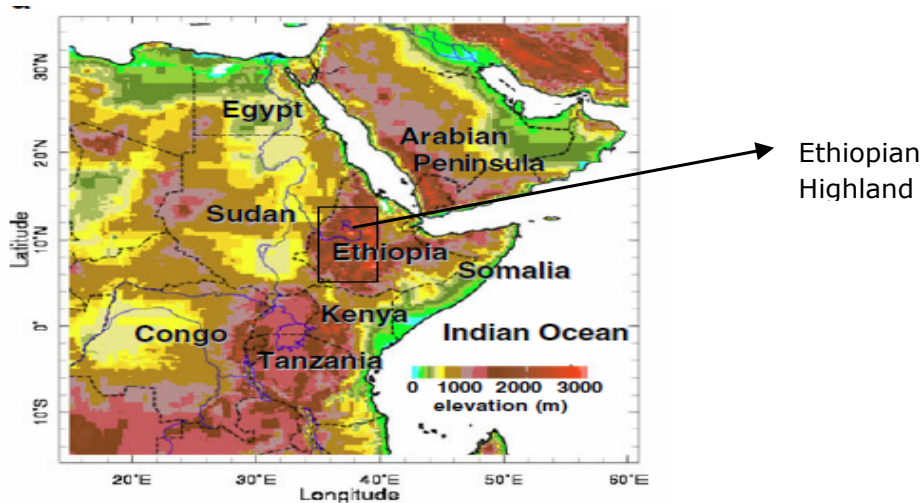 30°N
Egypt
Arabian
Peninsula
Ethiopian
Highland
20°N
Sudan
Latitude
10°N
Ethiopia
Somalia
Kenya
0°
Congo
Indian Ocean
Tanzania
0 1000 2000 3000
elevation (m)
10°S
20°E 30°E 40°E 50°E 60°E
Longitude